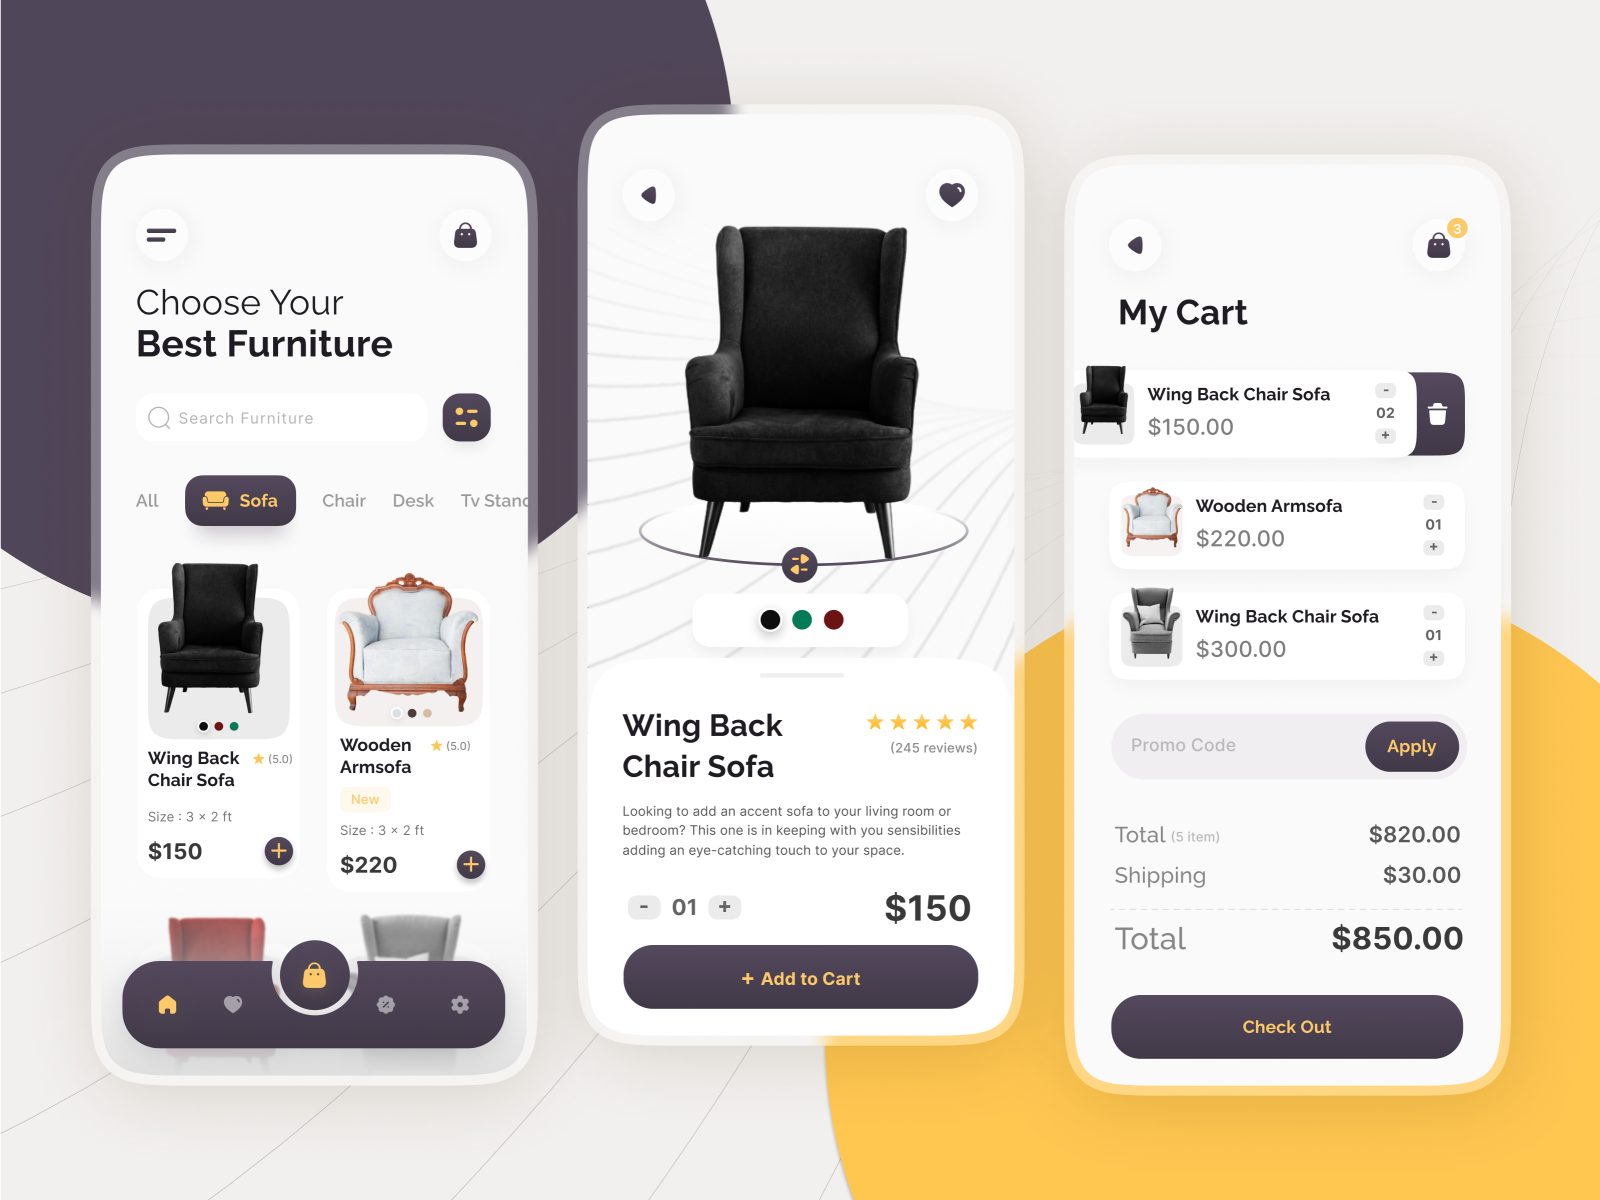 Choose Your
Best Furniture
Search Furniture
All
Sofa
Chair
Desk
Tv Stand
Wing Back
Chair Sofa
(5.0)
Size : 3 × 2 ft
$150
+
Wooden
Armsofa
(5.0)
New
Size : 3 × 2 ft
$220
+
Wing Back
Chair Sofa
(245 reviews)
Looking to add an accent sofa to your living room or
bedroom? This one is in keeping with you sensibilities
adding an eye-catching touch to your space.
- 01 +
$150
+ Add to Cart
3
My Cart
Wing Back Chair Sofa
$150.00
-
02
+
Wooden Armsofa
$220.00
-
01
+
Wing Back Chair Sofa
$300.00
-
01
+
Promo Code
Apply
Total (5 item) $820.00
Shipping $30.00
Total $850.00
Check Out